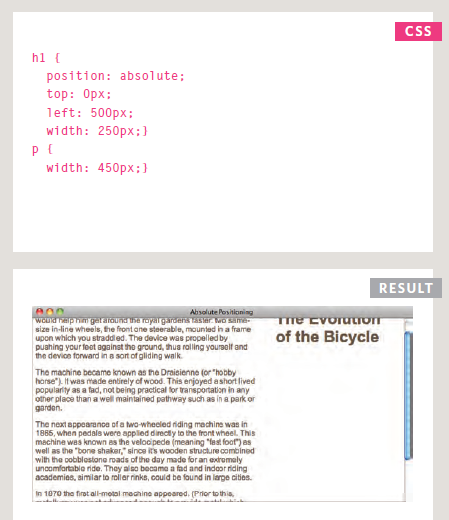 CSS
h1 {
position: absolute;
top: 0px;
left: 500px;
width: 250px;}
p {
width: 450px;}
RESULT
Absolute Positioning
The Evolution
of the Bicycle
would help him get around the royal gardens faster: two same-
size in-line wheels, the front one steerable, mounted in a frame
upon which you straddled. The device was propelled by
pushing your feet against the ground, thus rolling yourself and
the device forward in a sort of gliding walk.
The machine became known as the Draisienne (or "hobby
horse"). It was made entirely of wood. This enjoyed a short lived
popularity as a fad, not being practical for transportation in any
other place than a well maintained pathway such as in a park or
garden.
The next appearance of a two-wheeled riding machine was in
1865, when pedals were applied directly to the front wheel. This
machine was known as the velocipede (meaning "fast foot") as
well as the "bone shaker," since it's wooden structure combined
with the cobblestone roads of the day made for an extremely
uncomfortable ride. They also became a fad and indoor riding
academies, similar to roller rinks, could be found in large cities.
In 1870 the first all-metal machine appeared. (Prior to this,